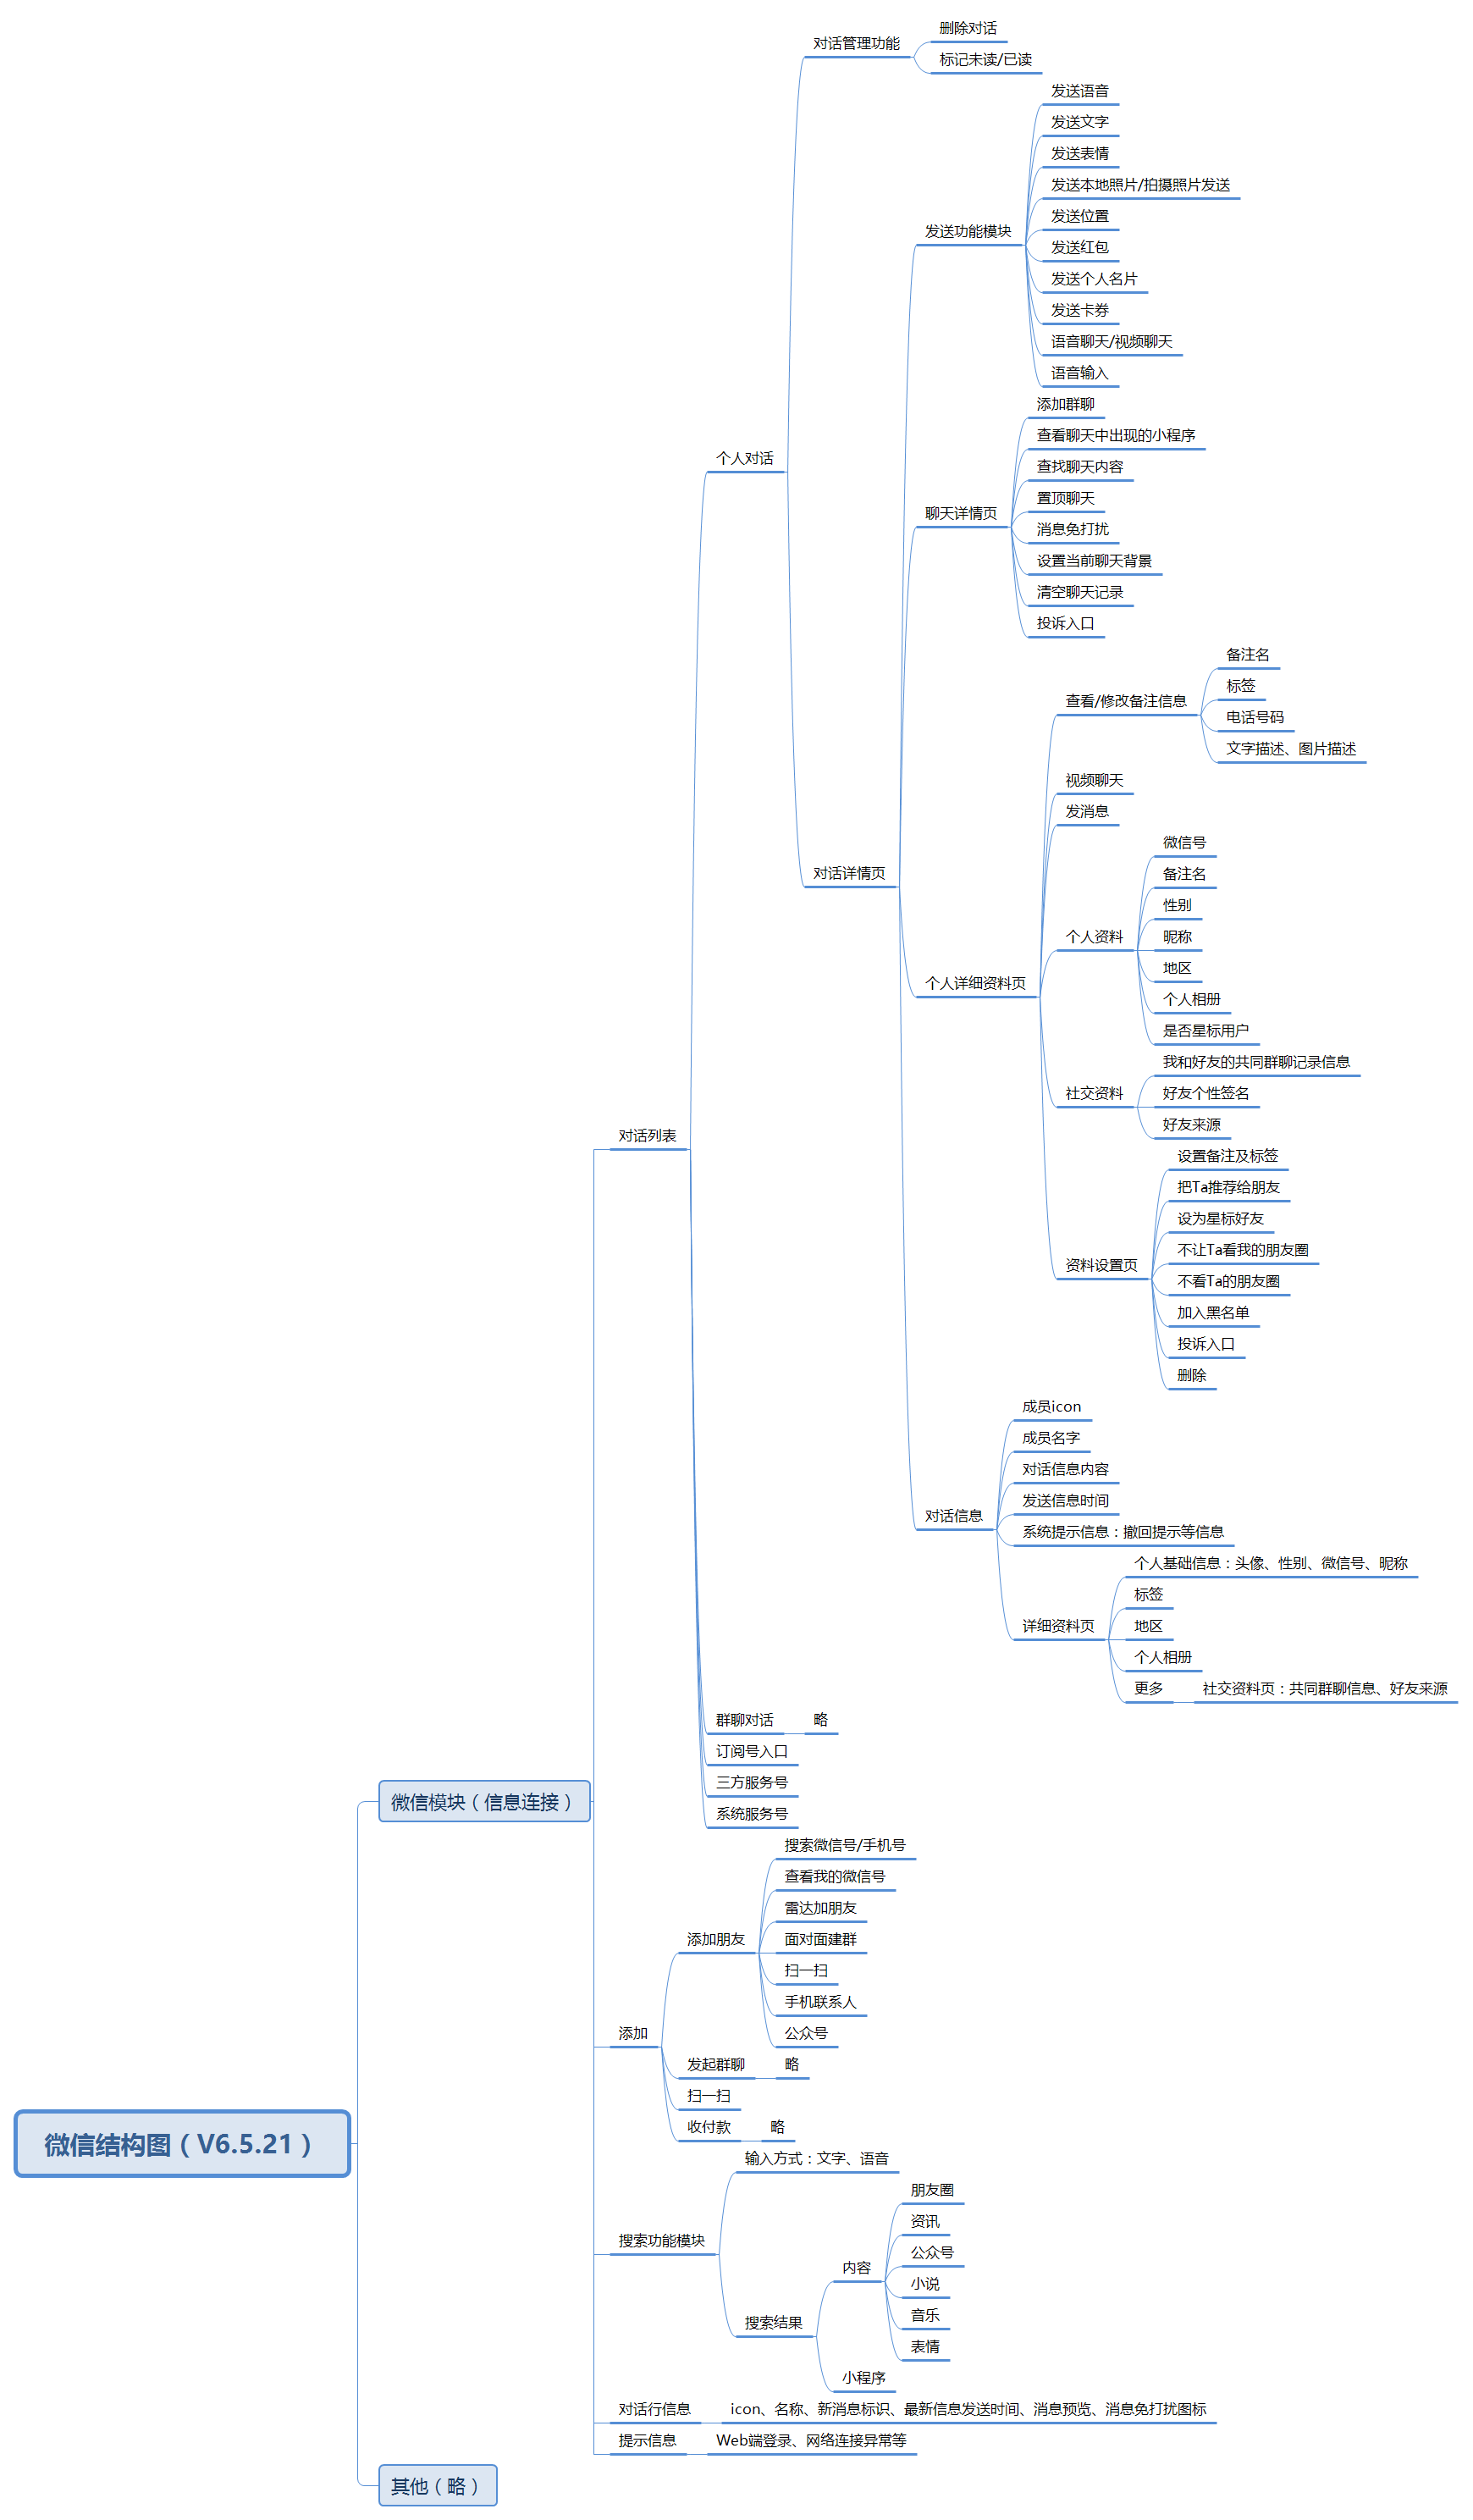 删除对话
对话管理功能
标记未读/已读
发送语音
发送文字
发送表情
发送本地照片/拍摄照片发送
发送位置
发送功能模块
发送红包
发送个人名片
发送卡券
语音聊天/视频聊天
语音输入
添加群聊
查看聊天中出现的小程序
个人对话
查找聊天内容
置顶聊天
聊天详情页
消息免打扰
设置当前聊天背景
清空聊天记录
投诉入口
备注名
标签
查看/修改备注信息
电话号码
文字描述、图片描述
视频聊天
发消息
微信号
对话详情页
备注名
性别
个人资料
昵称
地区
个人详细资料页
个人相册
是否星标用户
我和好友的共同群聊记录信息
社交资料
好友个性签名
好友来源
对话列表
设置备注及标签
把Ta推荐给朋友
设为星标好友
不让Ta看我的朋友圈
资料设置页
不看Ta的朋友圈
加入黑名单
投诉入口
删除
成员icon
成员名字
对话信息内容
发送信息时间
对话信息
系统提示信息：撤回提示等信息
个人基础信息：头像、性别、微信号、昵称
标签
详细资料页
地区
个人相册
更多
社交资料页：共同群聊信息、好友来源
群聊对话
略
订阅号入口
三方服务号
微信模块（信息连接）
系统服务号
搜索微信号/手机号
查看我的微信号
雷达加朋友
添加朋友
面对面建群
扫一扫
手机联系人
公众号
添加
发起群聊
略
扫一扫
收付款
略
微信结构图（V6.5.21）
输入方式：文字、语音
朋友圈
资讯
搜索功能模块
公众号
内容
小说
音乐
搜索结果
表情
小程序
对话行信息
icon、名称、新消息标识、最新信息发送时间、消息预览、消息免打扰图标
提示信息
Web端登录、网络连接异常等
其他（略）